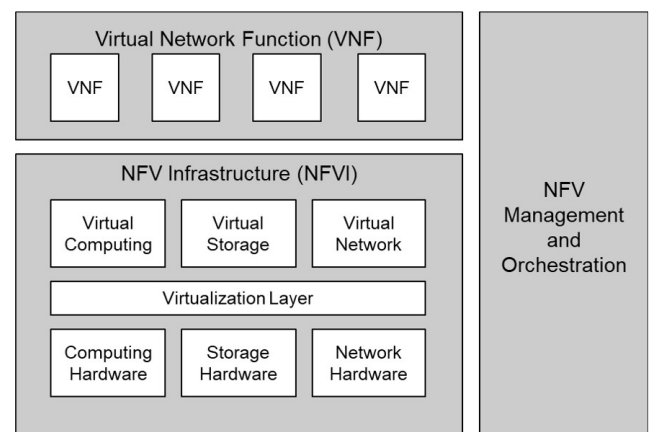 Virtual Network Function (VNF)
VNF VNF VNF VNF
NFV Infrastructure (NFVI)
Virtual
Computing
Virtual
Storage
Virtual
Network
Virtualization Layer
Computing
Hardware
Storage
Hardware
Network
Hardware
NFV
Management
and
Orchestration